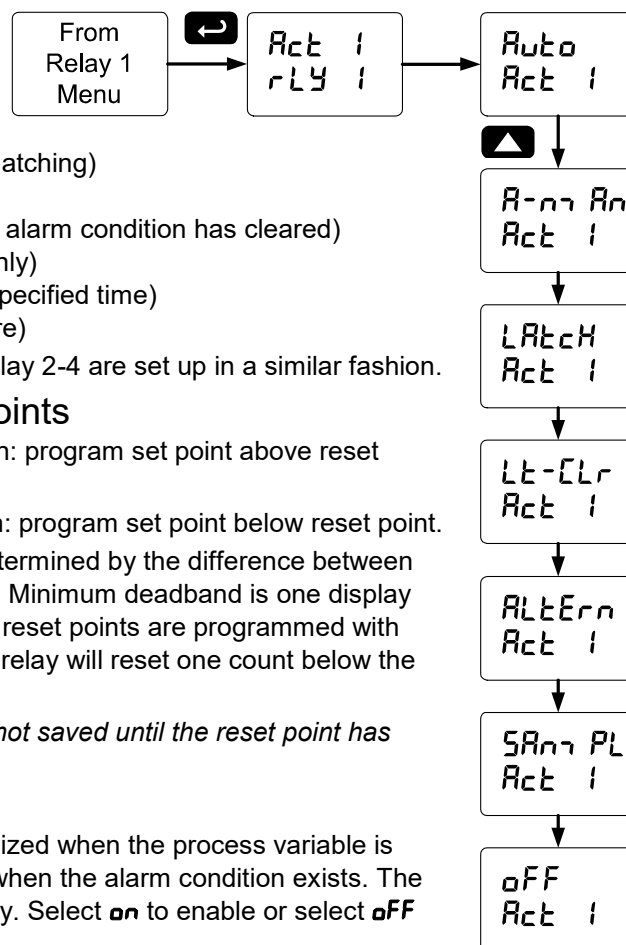 From
Relay 1
Menu
Act 1
rLY 1
Auto
Act 1
atching)
A-m An
Act 1
alarm condition has cleared)
nly)
pecified time)
re)
LAtcH
Act 1
lay 2-4 are set up in a similar fashion.
oints
n: program set point above reset
Lt-CLr
Act 1
n: program set point below reset point.
termined by the difference between
Minimum deadband is one display
reset points are programmed with
relay will reset one count below the
ALtErn
Act 1
not saved until the reset point has
SAm PL
Act 1
ized when the process variable is
when the alarm condition exists. The
y. Select on to enable or select oFF
oFF
Act 1